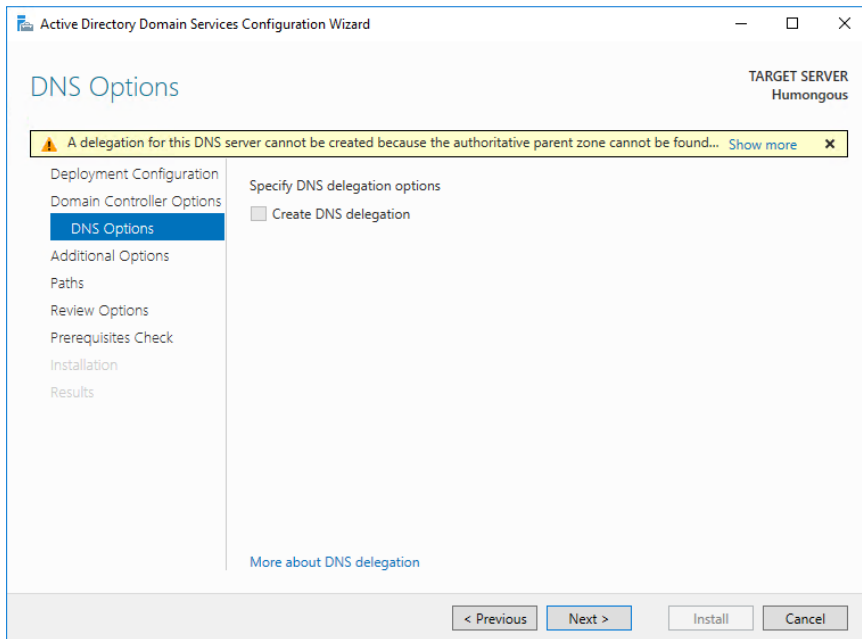 Active Directory Domain Services Configuration Wizard
DNS Options
TARGET SERVER
Humongous
A delegation for this DNS server cannot be created because the authoritative parent zone cannot be found... Show more
Deployment Configuration
Domain Controller Options
DNS Options
Additional Options
Paths
Review Options
Prerequisites Check
Installation
Results
Specify DNS delegation options
Create DNS delegation
More about DNS delegation
< Previous
Next >
Install
Cancel